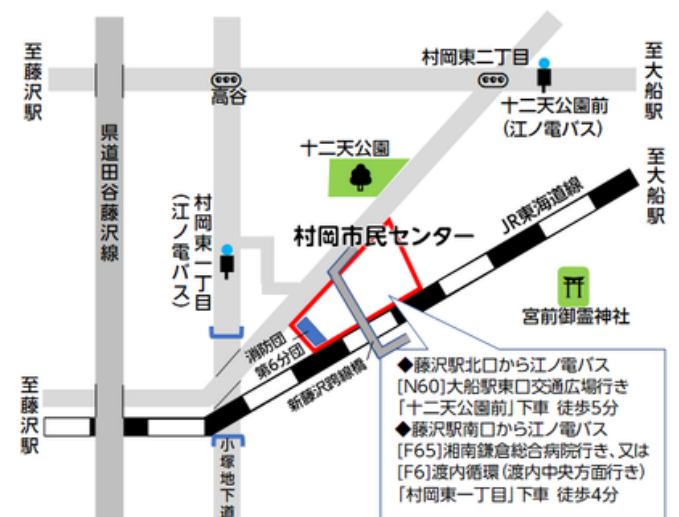 至藤沢駅
村岡東二丁目
至大船駅
高谷
十二天公園前
(江ノ電バス)
県道田谷藤沢線
十二天公園
至大船駅
村岡東一丁目
(江ノ電バス)
JR東海道線
村岡市民センター
宮前御霊神社
消防団
第6分団
新藤沢跨線橋
至藤沢駅
小塚地下道
◆藤沢駅北口から江ノ電バス
[N60]大船駅東口交通広場行き
「十二天公園前」下車 徒歩5分
◆藤沢駅南口から江ノ電バス
[F65]湘南鎌倉総合病院行き、又は
[F6]渡内循環(渡内中央方面行き)
「村岡東一丁目」下車 徒歩4分